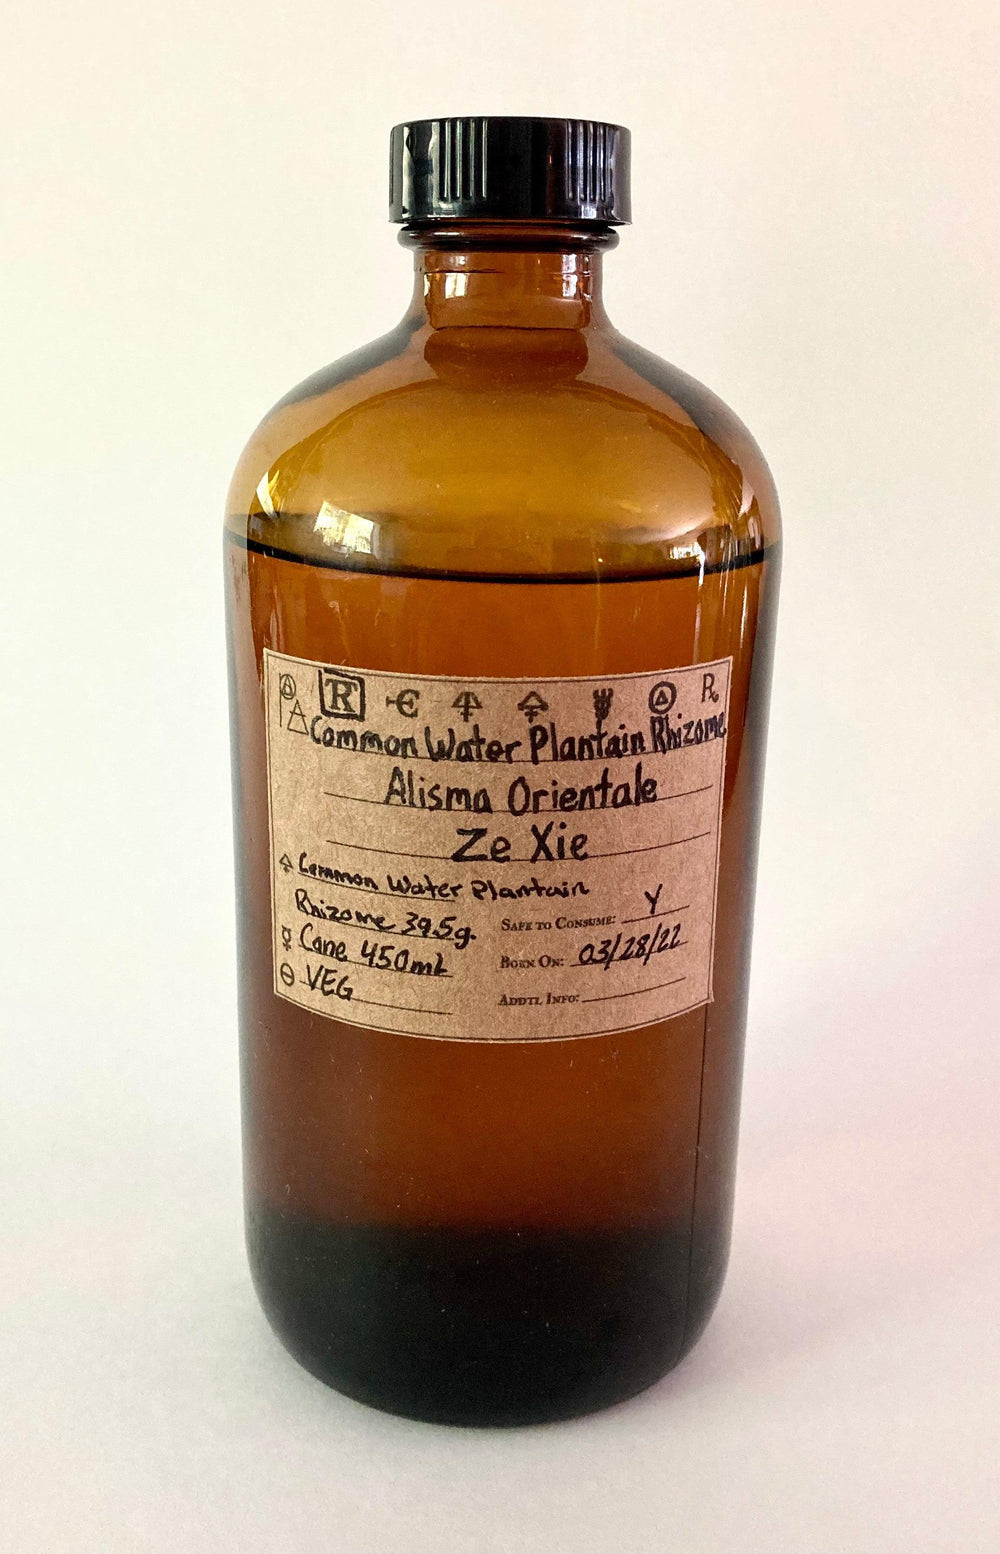 R
Common Water Plantain Rhizome
Alisma Orientale
Ze Xie
Common Water Plantain
Rhizome 39.5g.
Cane 450mL
VEG
Safe to Consume: Y
Born On: 03/28/22
Addtl Info: